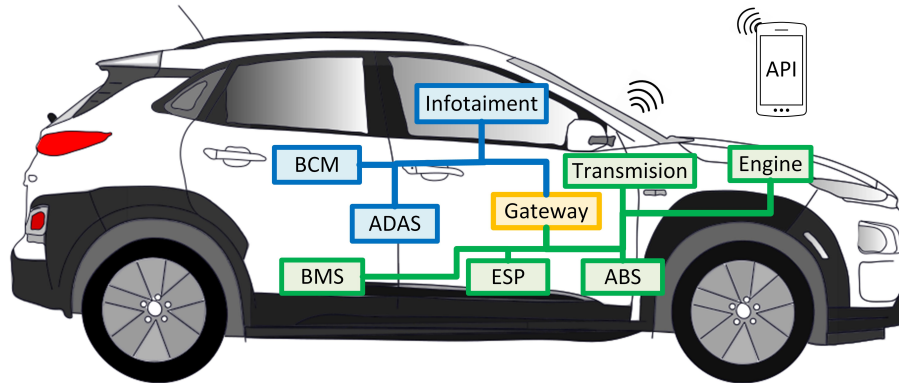 API
Infotaiment
BCM
Transmision
Engine
ADAS
Gateway
BMS
ESP
ABS